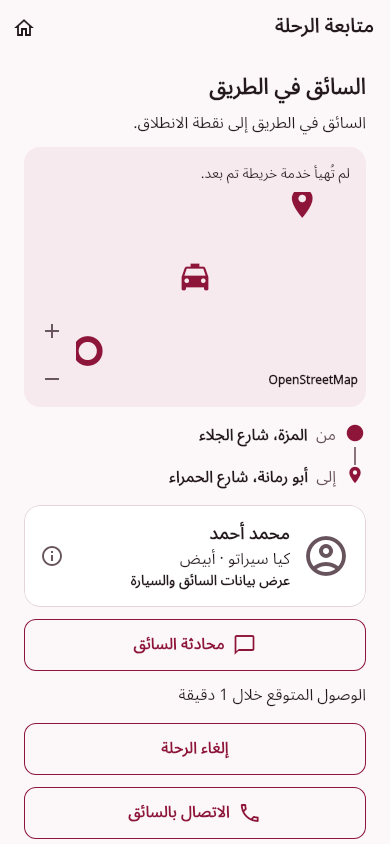 متابعة الرحلة
السائق في الطريق
السائق في الطريق إلى نقطة الانطلاق.
لم تُهيأ خدمة خريطة تم بعد.
OpenStreetMap
من المزة، شارع الجلاء
إلى أبو رمانة، شارع الحمراء
محمد أحمد
كيا سيراتو · أبيض
عرض بيانات السائق والسيارة
محادثة السائق
الوصول المتوقع خلال 1 دقيقة
إلغاء الرحلة
الاتصال بالسائق